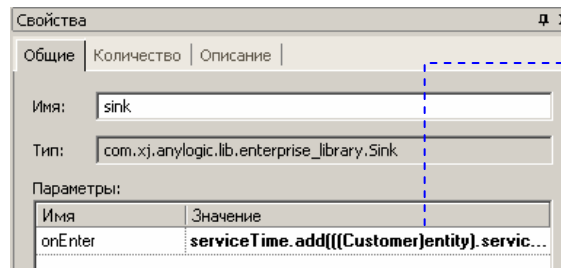 Свойства
Общие Количество Описание
Имя: sink
Тип: com.xj.anylogic.lib.enterprise_library.Sink
Параметры:
Имя Значение
onEnter serviceTime.add(((Customer)entity).servic...